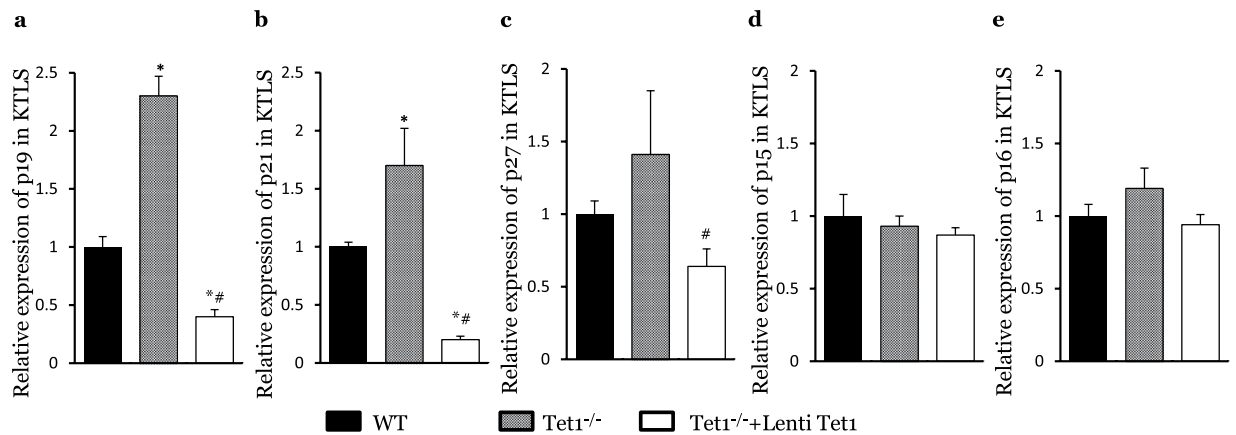 a
b
c
d
e
Relative expression of p19 in KTLS
2.5
2
1.5
1
0.5
0
*
*#
Relative expression of p21 in KTLS
2.5
2
1.5
1
0.5
0
*
*#
Relative expression of p27 in KTLS
2
1.5
1
0.5
0
#
Relative expression of p15 in KTLS
2
1.5
1
0.5
0
Relative expression of p16 in KTLS
2
1.5
1
0.5
0
WT
Tet1-/-
Tet1-/-+Lenti Tet1